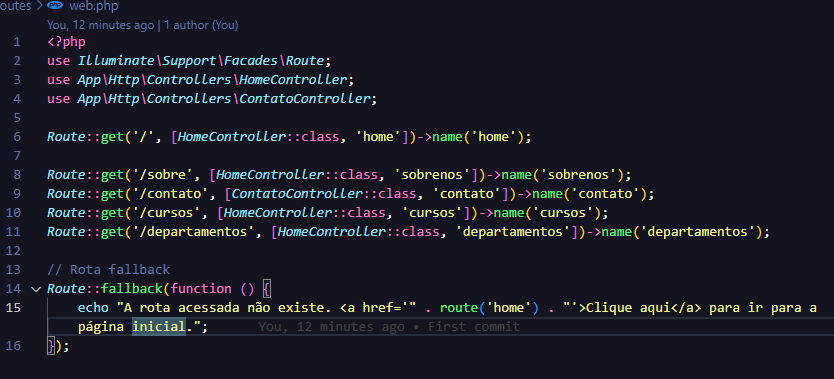 outes > web.php
You, 12 minutes ago | 1 author (You)
1 <?php
2 use Illuminate\Support\Facades\Route;
3 use App\Http\Controllers\HomeController;
4 use App\Http\Controllers\ContatoController;
5
6 Route::get('/', [HomeController::class, 'home'])->name('home');
7
8 Route::get('/sobre', [HomeController::class, 'sobrenos'])->name('sobrenos');
9 Route::get('/contato', [ContatoController::class, 'contato'])->name('contato');
10 Route::get('/cursos', [HomeController::class, 'cursos'])->name('cursos');
11 Route::get('/departamentos', [HomeController::class, 'departamentos'])->name('departamentos');
12
13 // Rota fallback
14 Route::fallback(function () {
15 echo "A rota acessada não existe. <a href='" . route('home') . "'>Clique aqui</a> para ir para a
página inicial."; You, 12 minutes ago • First commit
16 });